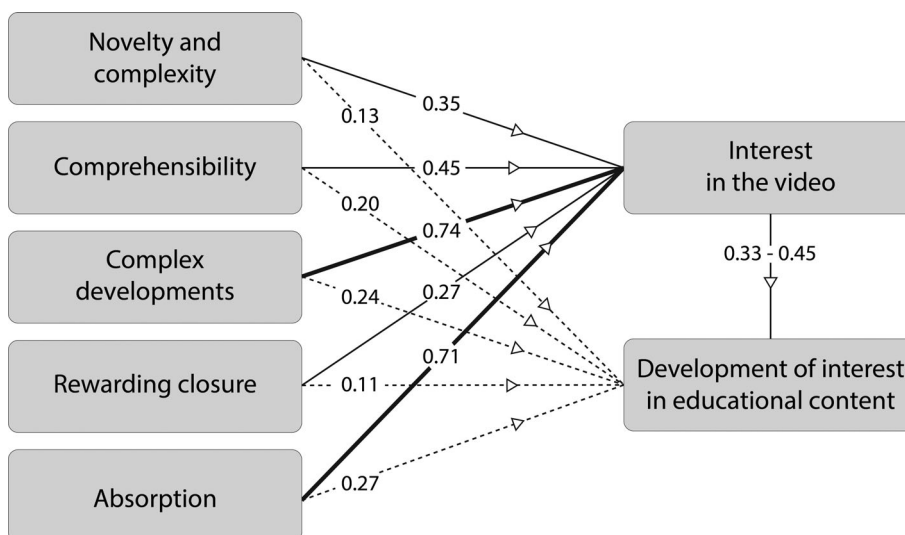 Novelty and
complexity
Comprehensibility
Complex
developments
Rewarding closure
Absorption
0.35
0.13
0.45
0.20
0.74
0.24
0.27
0.71
0.11
0.27
Interest
in the video
0.33 - 0.45
Development of interest
in educational content